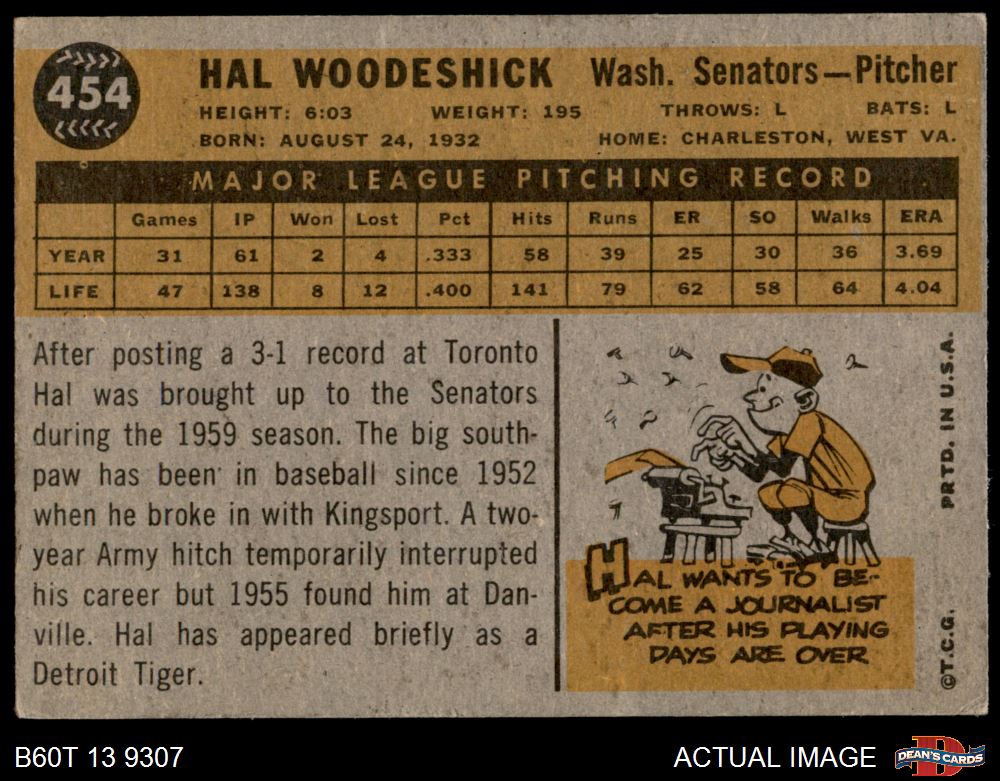 454
HAL WOODESHICK Wash. Senators—Pitcher
HEIGHT: 6:03 WEIGHT: 195 THROWS: L BATS: L
BORN: AUGUST 24, 1932 HOME: CHARLESTON, WEST VA.
MAJOR LEAGUE PITCHING RECORD
Games IP Won Lost Pct Hits Runs ER SO Walks ERA
YEAR 31 61 2 4 .333 58 39 25 30 36 3.69
LIFE 47 138 8 12 .400 141 79 62 58 64 4.04
After posting a 3-1 record at Toronto
Hal was brought up to the Senators
during the 1959 season. The big south-
paw has been in baseball since 1952
when he broke in with Kingsport. A two-
year Army hitch temporarily interrupted
his career but 1955 found him at Dan-
ville. Hal has appeared briefly as a
Detroit Tiger.
HAL WANTS TO BE-
COME A JOURNALIST
AFTER HIS PLAYING
DAYS ARE OVER
©T.C.G. PRTD. IN U.S.A.
B60T 13 9307 ACTUAL IMAGE
D
DEAN'S CARDS